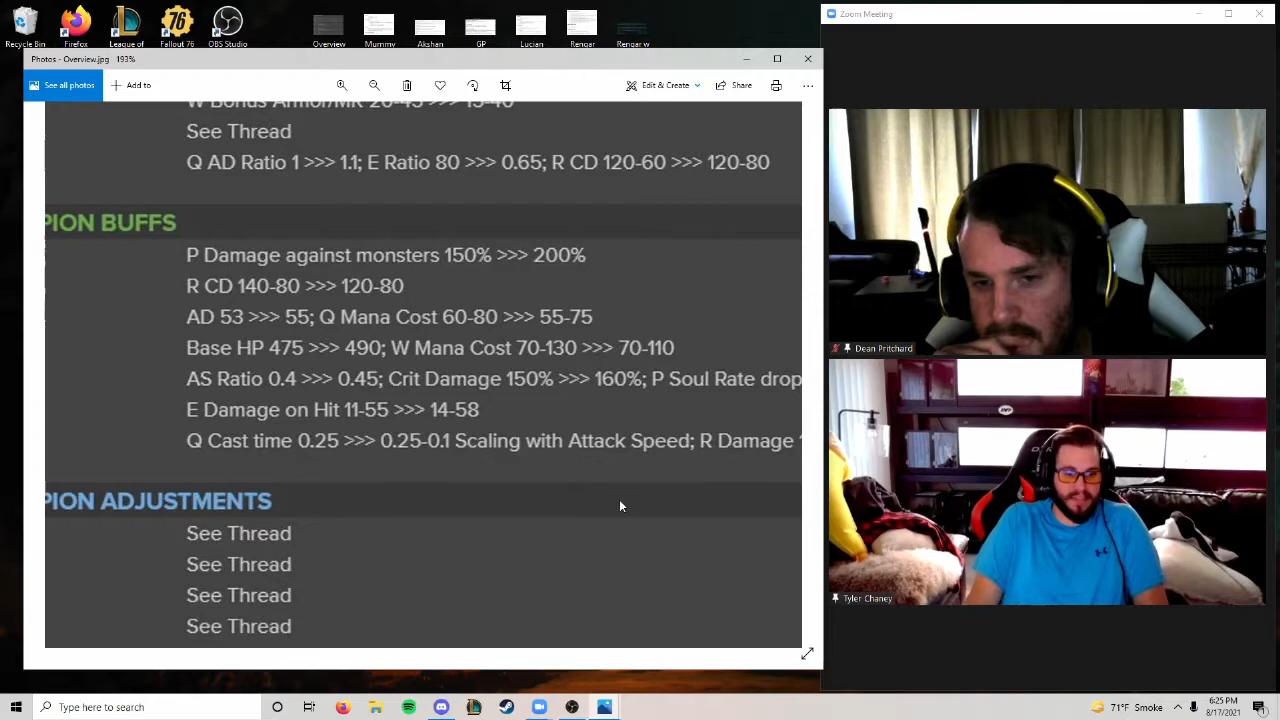 Recycle Bin
Firefox
League of
Fallout 76
OBS Studio
Overview
Mummy
Akshan
GP
Lucian
Rengar
Rengar w
Photos - Overview.jpg 193%
See all photos
Add to
Edit & Create
Share
W Bonus Armor/MR 20-45 >>> 15-40
See Thread
Q AD Ratio 1 >>> 1.1; E Ratio 80 >>> 0.65; R CD 120-60 >>> 120-80
PION BUFFS
P Damage against monsters 150% >>> 200%
R CD 140-80 >>> 120-80
AD 53 >>> 55; Q Mana Cost 60-80 >>> 55-75
Base HP 475 >>> 490; W Mana Cost 70-130 >>> 70-110
AS Ratio 0.4 >>> 0.45; Crit Damage 150% >>> 160%; P Soul Rate drop
E Damage on Hit 11-55 >>> 14-58
Q Cast time 0.25 >>> 0.25-0.1 Scaling with Attack Speed; R Damage
PION ADJUSTMENTS
See Thread
See Thread
See Thread
See Thread
Zoom Meeting
Dean Pritchard
Tyler Chaney
Type here to search
71°F Smoke
6:25 PM
8/17/2021